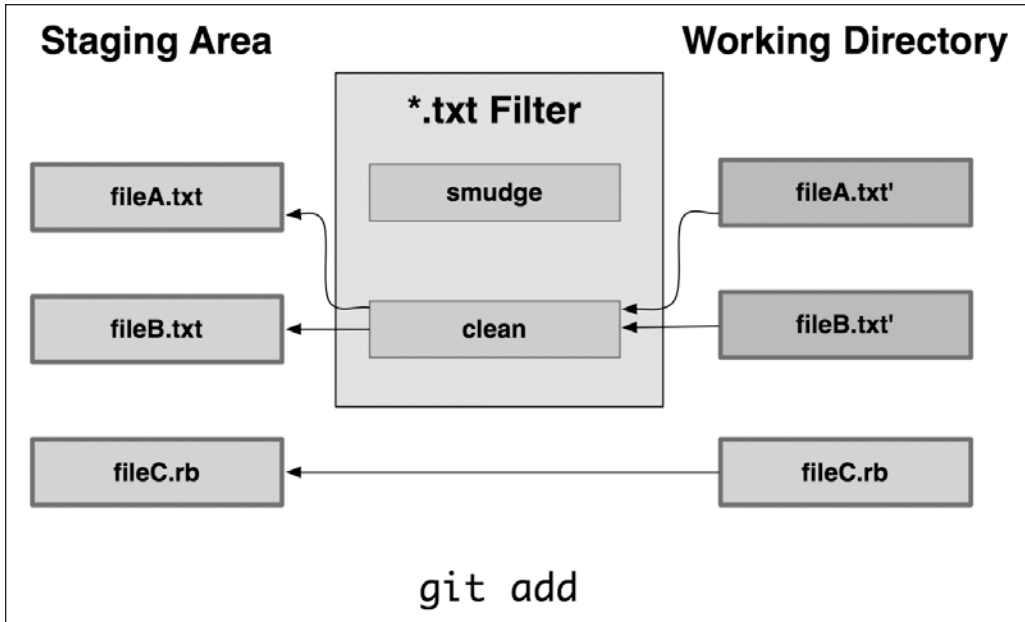 Staging Area
Working Directory
*.txt Filter
fileA.txt
smudge
fileA.txt'
fileB.txt
clean
fileB.txt'
fileC.rb
fileC.rb
git add